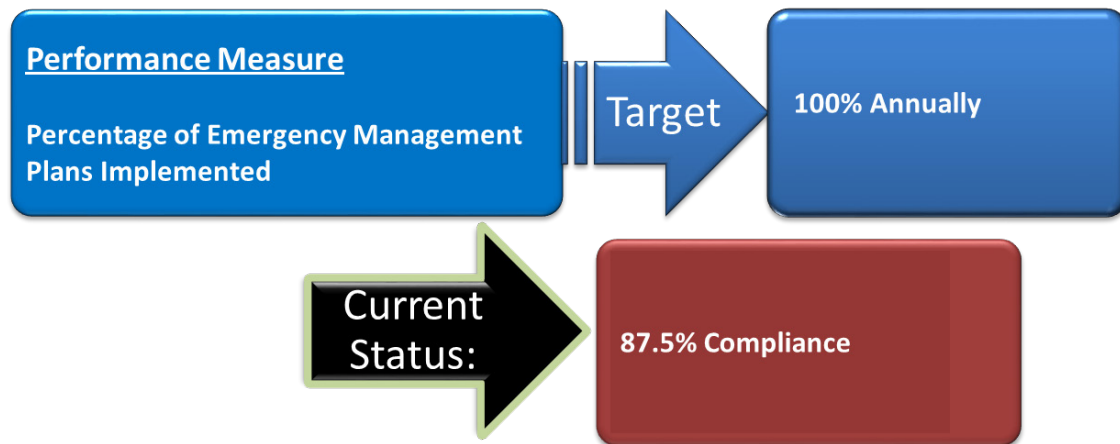 Performance Measure
Percentage of Emergency Management
Plans Implemented
Target
100% Annually
Current
Status:
87.5% Compliance